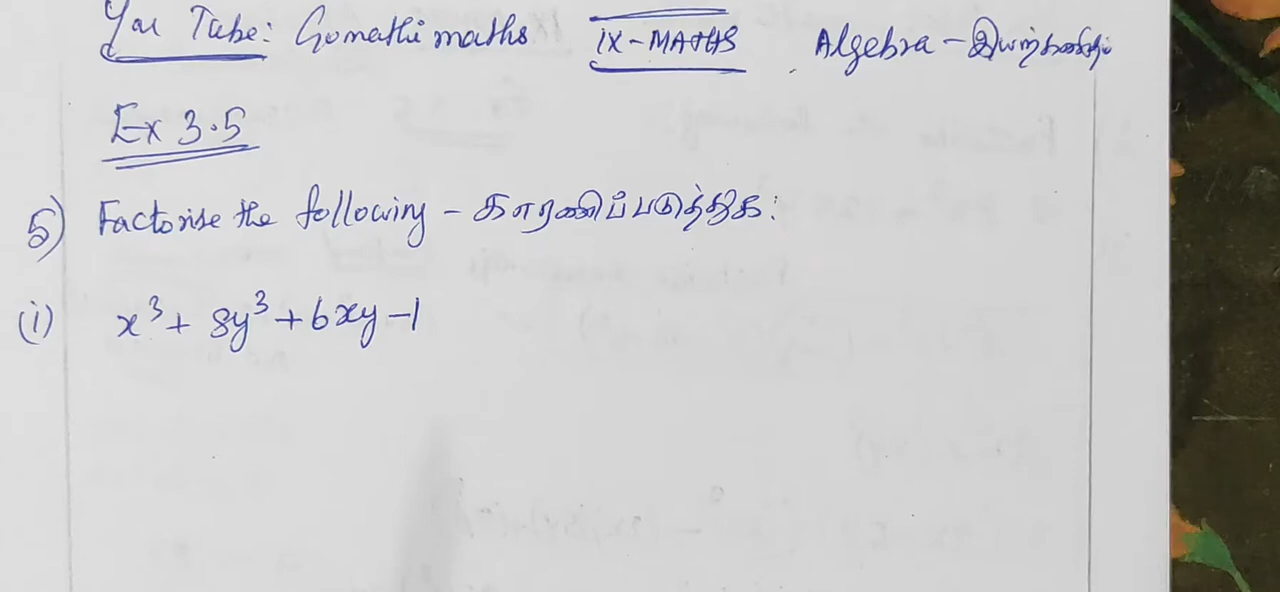 You Tube: Gomathi maths IX-MATHS Algebra - இயற்கணிதம்
Ex 3.5
5) Factorise the following - காரணிப்படுத்துக:
(i) x³ + 8y³ + 6xy - 1